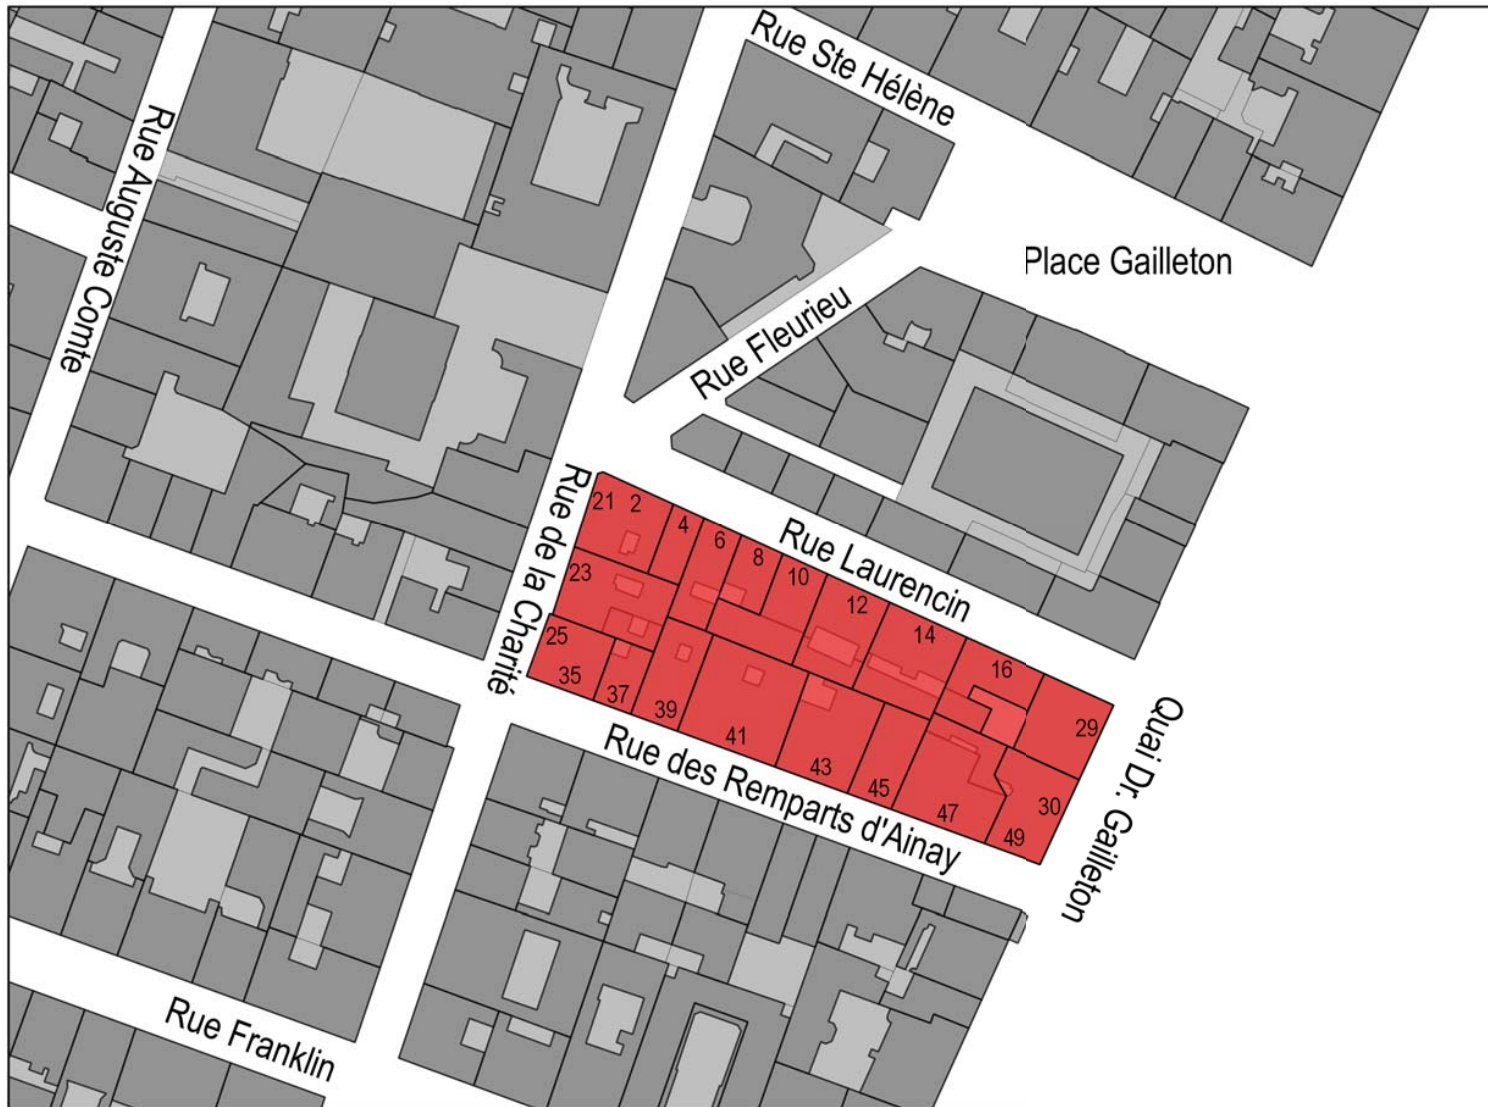 Rue Ste Hélène
Rue Auguste Comte
Place Gailleton
Rue Fleurieu
Rue de la Charité
Rue Laurencin
21 2 4 6 8 10 12 14 16 29
23
25 35 37 39 41 43 45 47 49 30
Rue des Remparts d'Ainay
Quai Dr. Gailleton
Rue Franklin